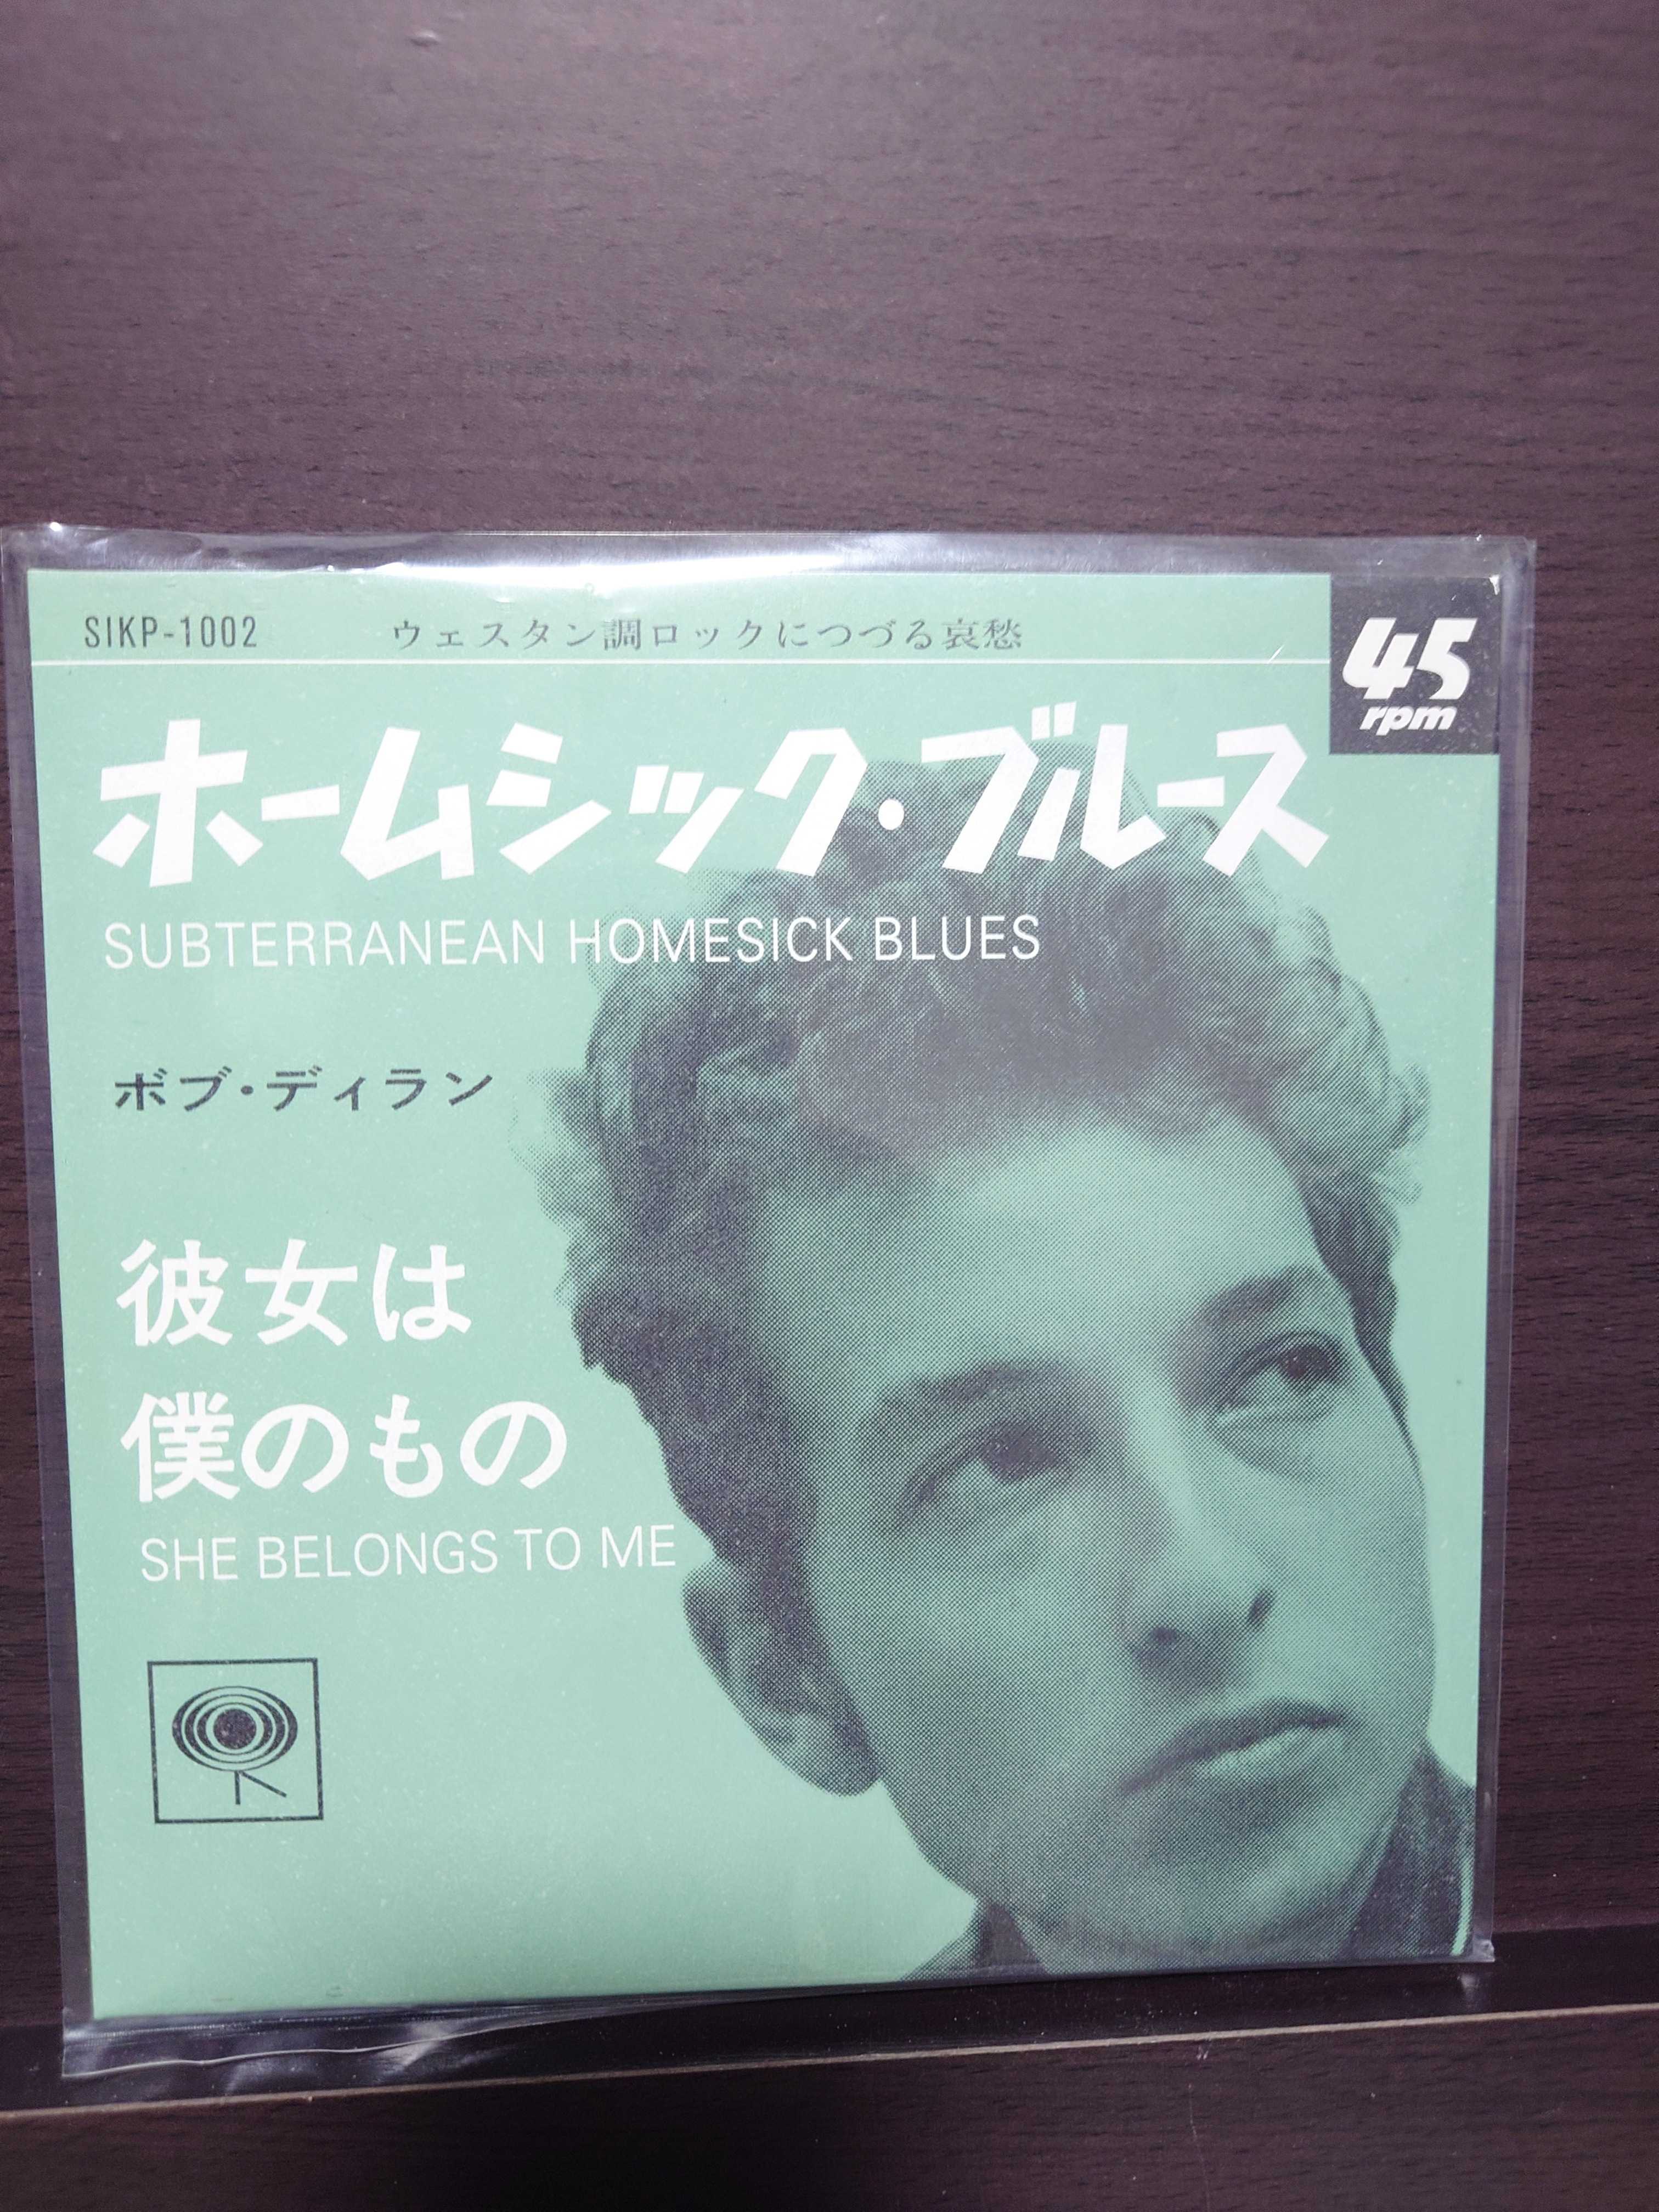 SIKP-1002
ウェスタン調ロックにつづる哀愁
45
rpm
ホームシック・ブルース
SUBTERRANEAN HOMESICK BLUES
ボブ・ディラン
彼女は
僕のもの
SHE BELONGS TO ME